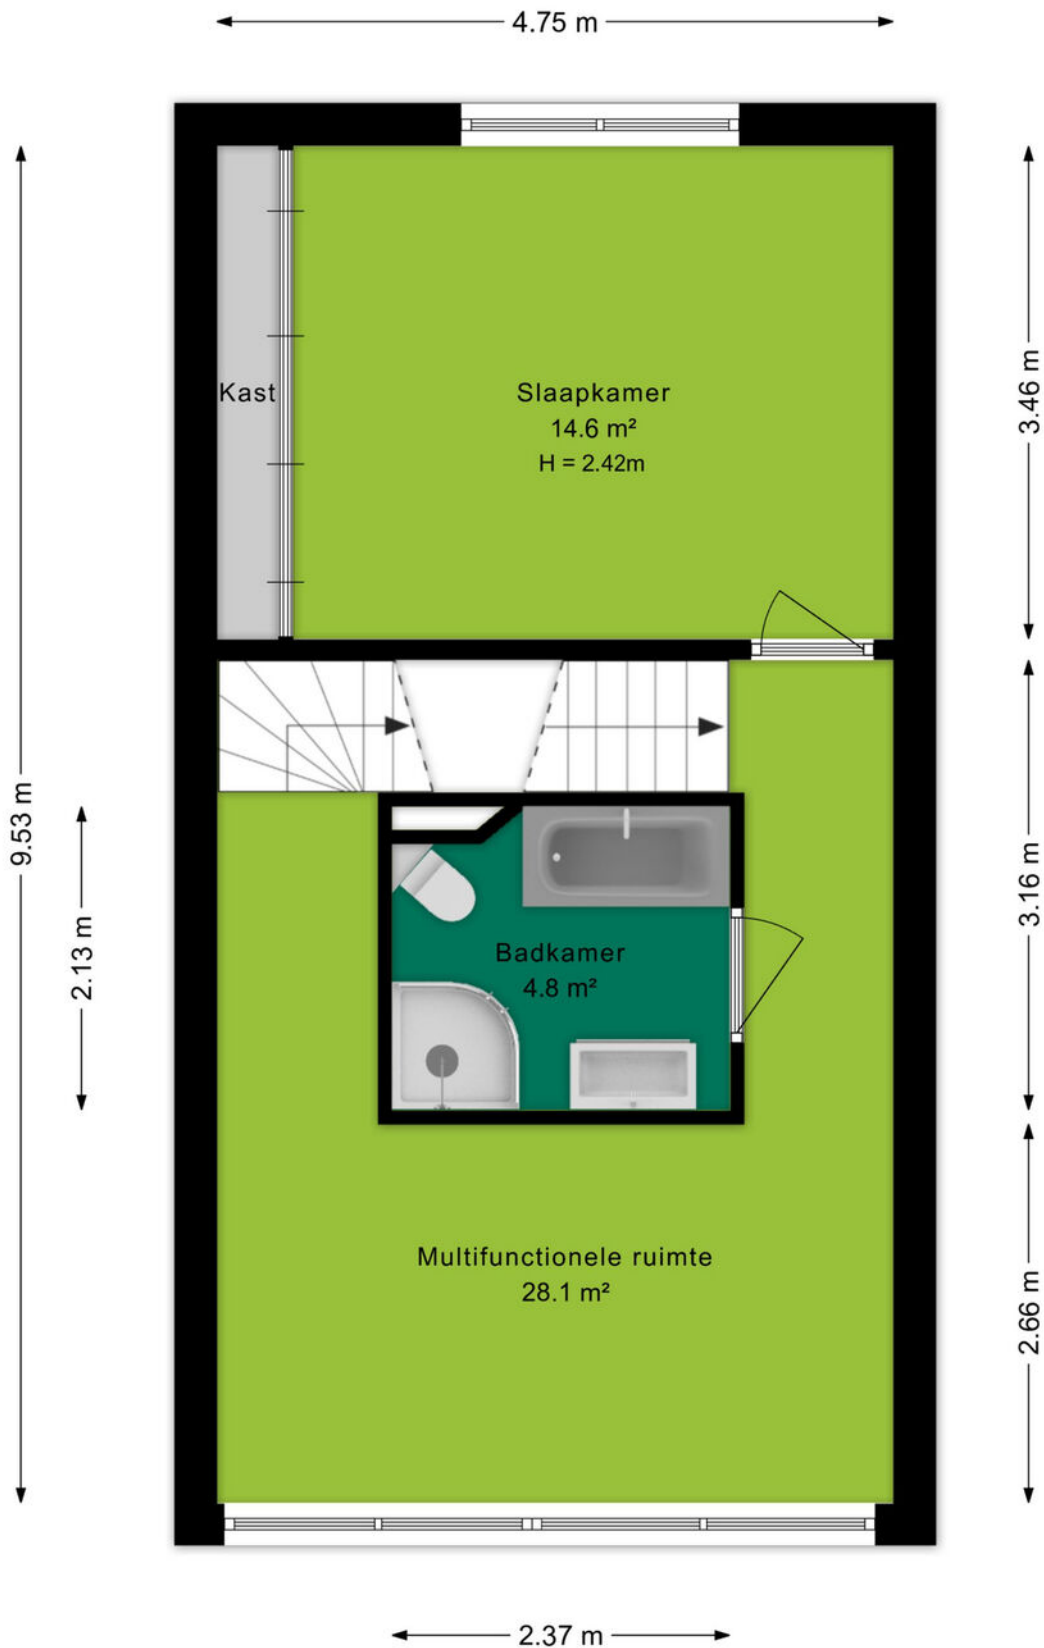 4.75 m
Kast
Slaapkamer
14.6 m²
H = 2.42m
3.46 m
9.53 m
2.13 m
Badkamer
4.8 m²
3.16 m
Multifunctionele ruimte
28.1 m²
2.66 m
2.37 m